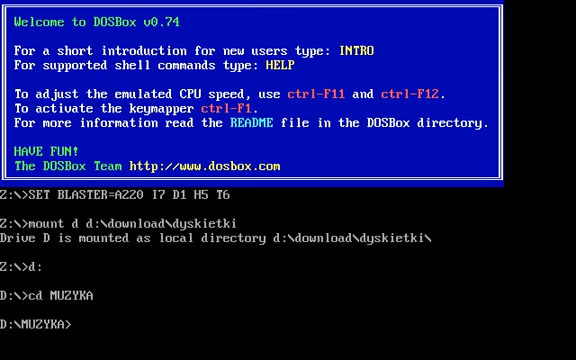 Welcome to DOSBox v0.74
For a short introduction for new users type: INTRO
For supported shell commands type: HELP
To adjust the emulated CPU speed, use ctrl-F11 and ctrl-F12.
To activate the keymapper ctrl-F1.
For more information read the README file in the DOSBox directory.
HAVE FUN!
The DOSBox Team http://www.dosbox.com
Z:\>SET BLASTER=A220 I7 D1 H5 T6
Z:\>mount d d:\download\dyskietki
Drive D is mounted as local directory d:\download\dyskietki\
Z:\>d:
D:\>cd MUZYKA
D:\MUZYKA>